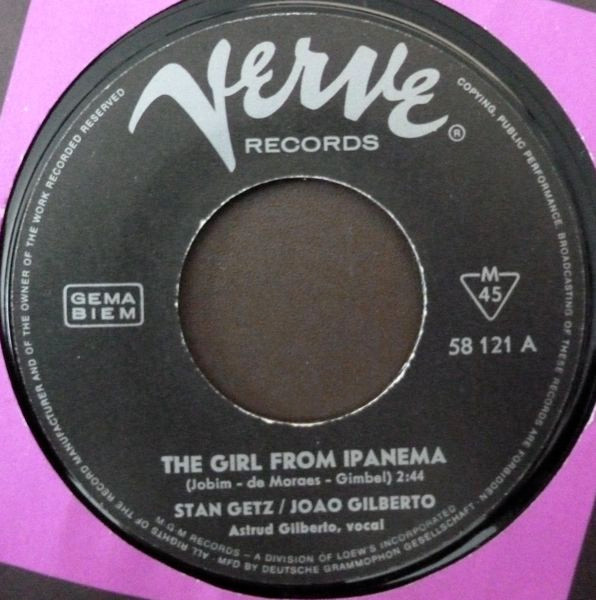 Verve
®
RECORDS
ALL RIGHTS OF THE RECORD MANUFACTURER AND OF THE OWNER OF THE WORK RECORDED RESERVED
COPYING, PUBLIC PERFORMANCE, BROADCASTING OF THESE RECORDS ARE FORBIDDEN.
GEMA
BIEM
M
45
58 121 A
THE GIRL FROM IPANEMA
(Jobim - de Moraes - Gimbel) 2:44
STAN GETZ / JOAO GILBERTO
Astrud Gilberto, vocal
M.G.M RECORDS – A DIVISION OF LOEW'S INCORPORATED
MFD BY DEUTSCHE GRAMMOPHON GESELLSCHAFT ·